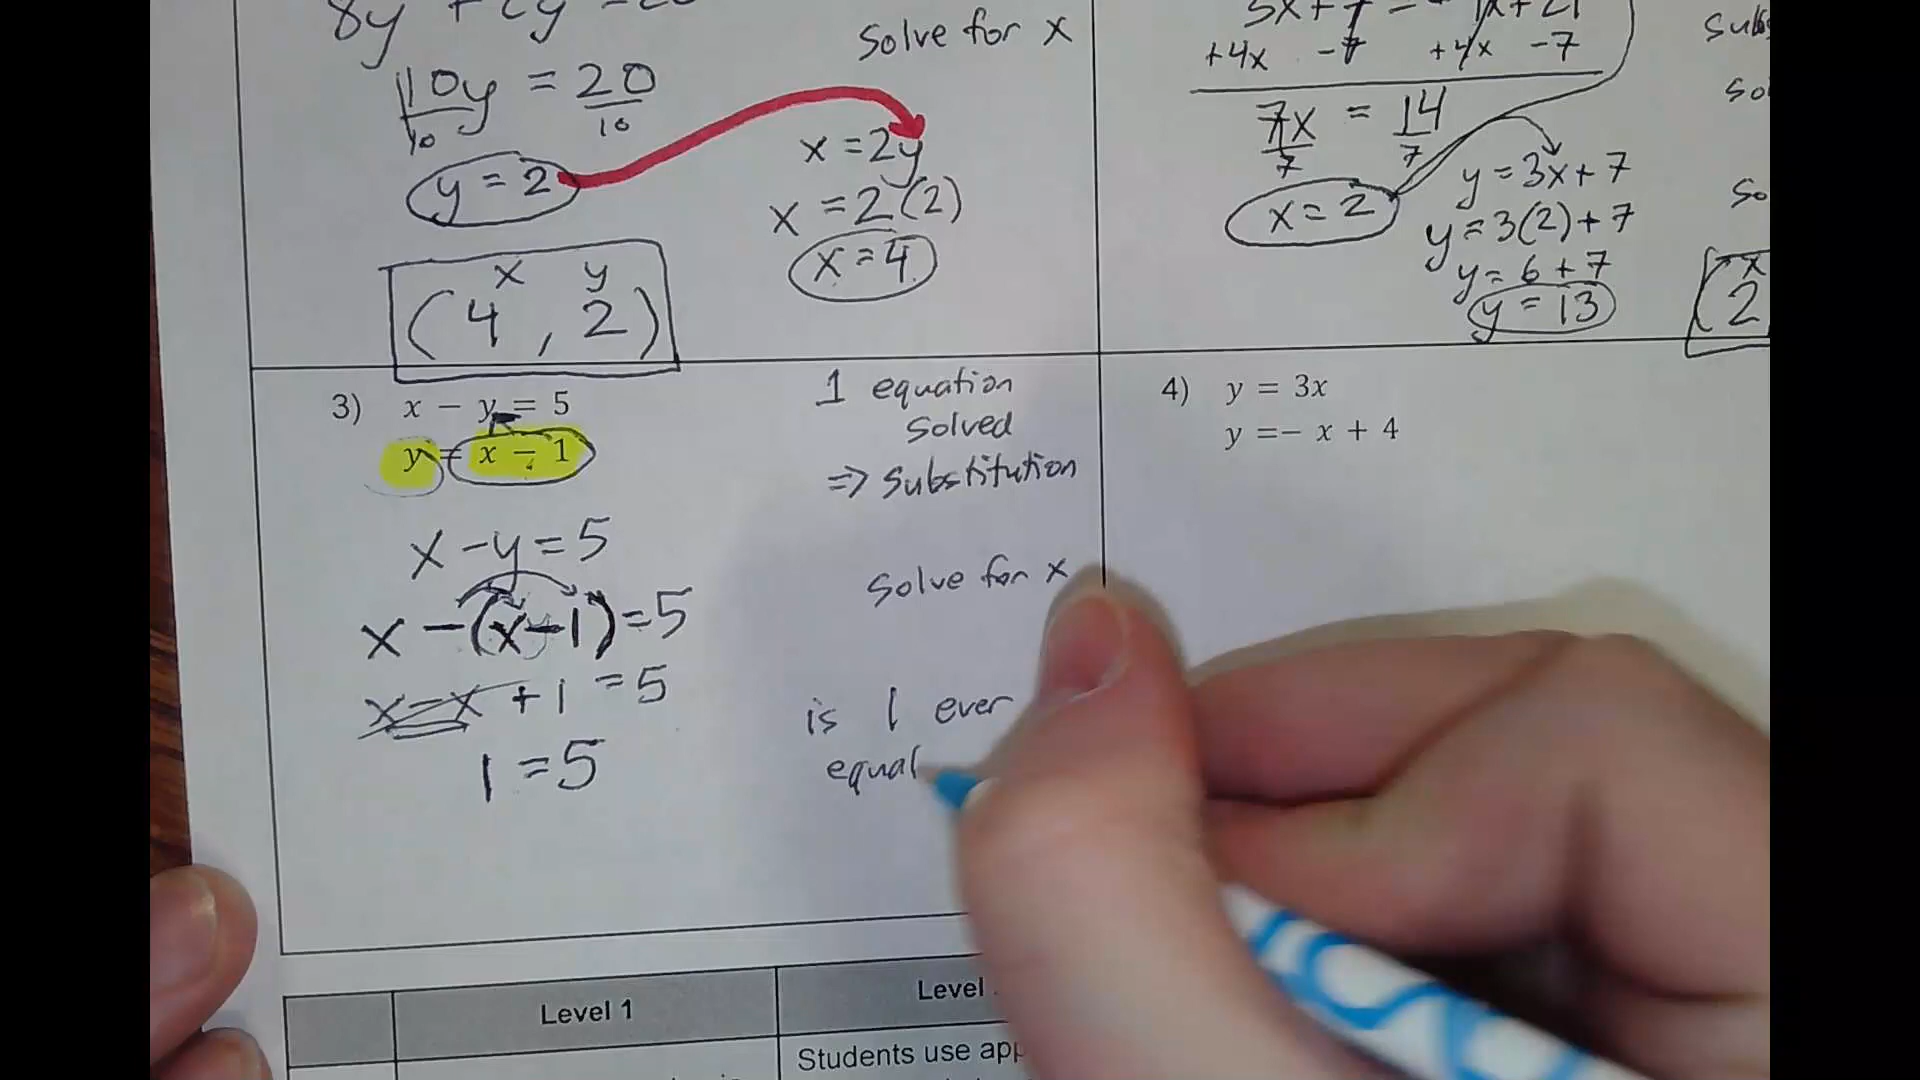 8y + 2y = 20
10y = 20
10 10
y = 2
(4, 2)
x y
solve for x
x = 2y
x = 2(2)
x = 4
+4x -7 +4x -7
7x = 14
7 7
x = 2
y = 3x + 7
y = 3(2) + 7
y = 6 + 7
y = 13
x
(2
3) x − y = 5
y = x − 1
x - y = 5
x - (x - 1) = 5
x - x + 1 = 5
1 = 5
1 equation
solved
=> substitution
solve for x
is 1 ever
equal
4) y = 3x
y =− x + 4
Level 1
Level
Students use app